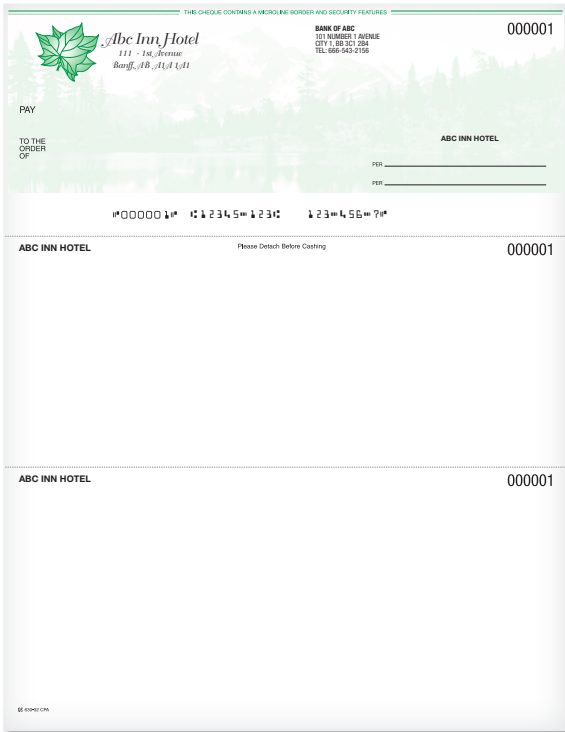 THIS CHEQUE CONTAINS A MICROLINE BORDER AND SECURITY FEATURES
Abc Inn Hotel
111 - 1st Avenue
Banff, AB A1A 1A1
BANK OF ABC
101 NUMBER 1 AVENUE
CITY 1, BB 3C1 2B4
TEL: 666-543-2156
000001
PAY
TO THE
ORDER
OF
ABC INN HOTEL
PER
PER
⑈000001⑈ ⑆12345⑉123⑆ 123⑉456⑉7⑈
ABC INN HOTEL
Please Detach Before Cashing
000001
ABC INN HOTEL
000001
CPA